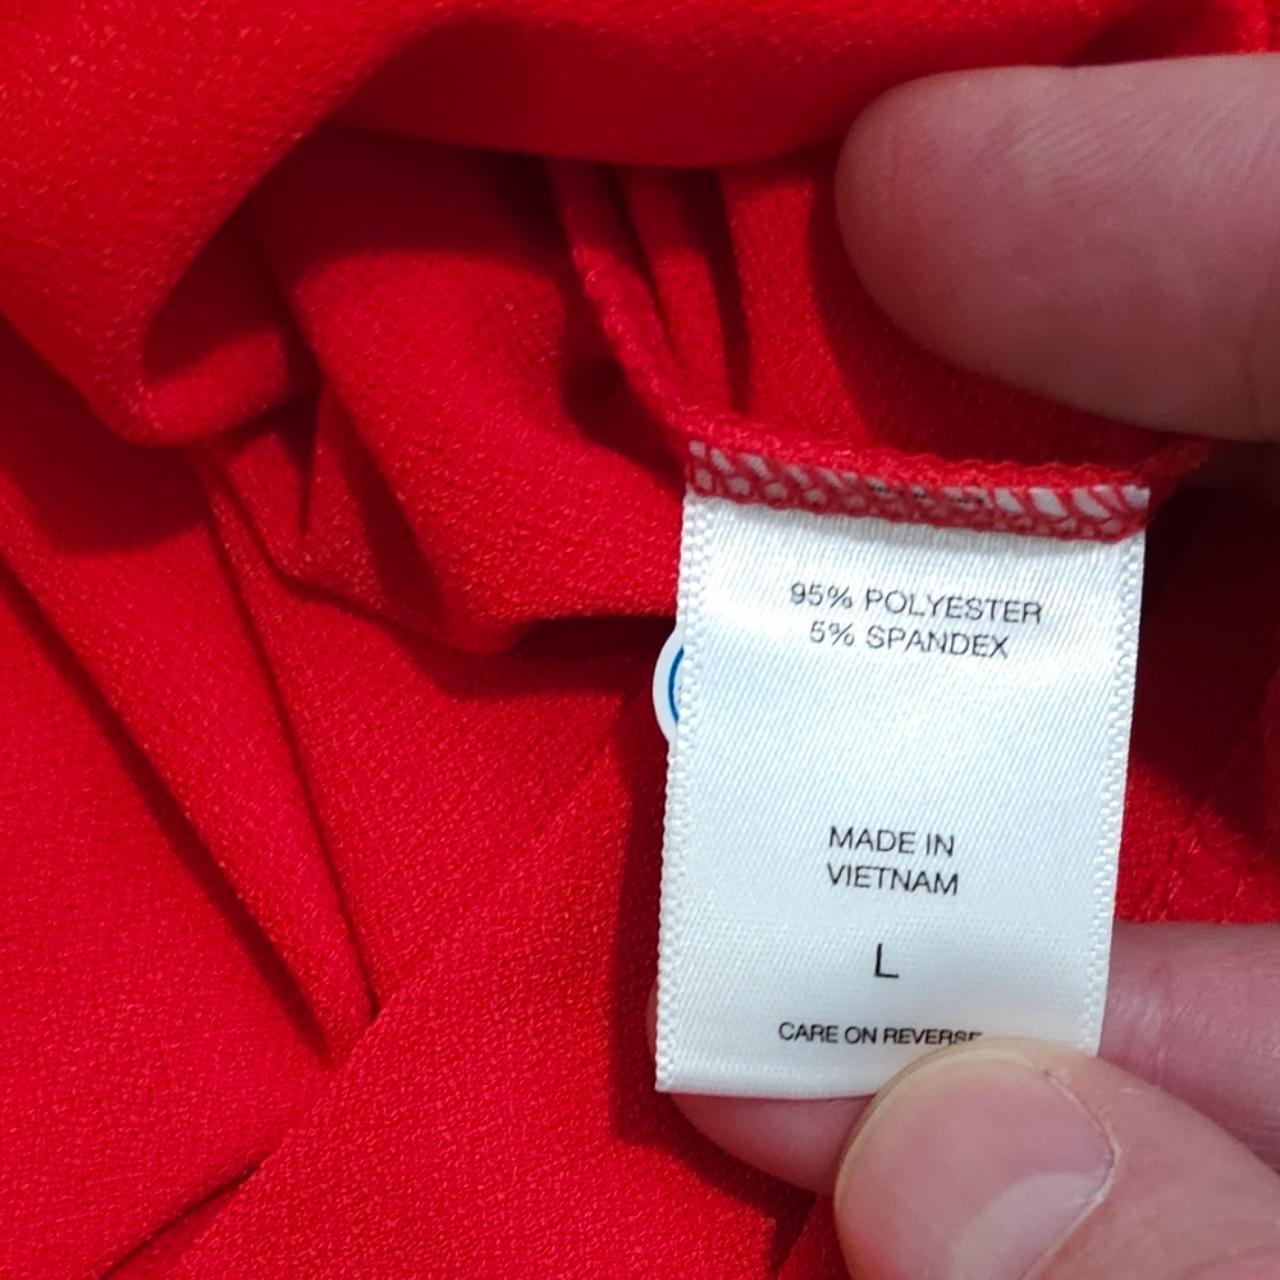 95% POLYESTER
5% SPANDEX
MADE IN
VIETNAM
L
CARE ON REVERSE